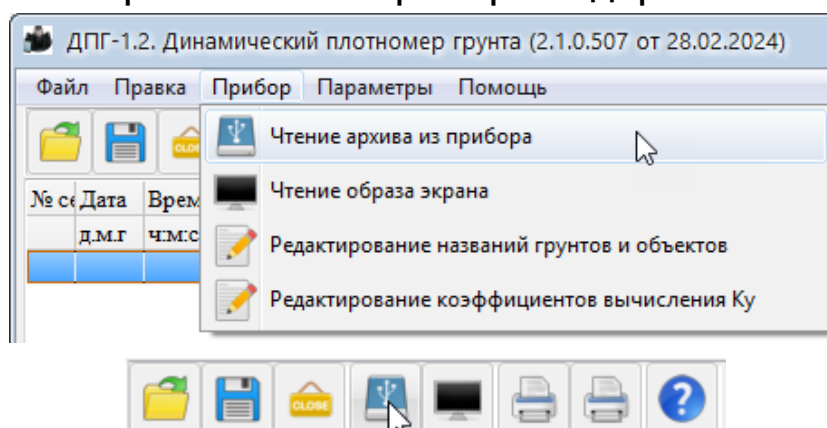 ДПГ-1.2. Динамический плотномер грунта (2.1.0.507 от 28.02.2024)
Файл Правка Прибор Параметры Помощь
CLOSE
Чтение архива из прибора
Чтение образа экрана
№ Дата
д.м.г ч:м:с
Редактирование названий грунтов и объектов
Редактирование коэффициентов вычисления Ку
CLOSE